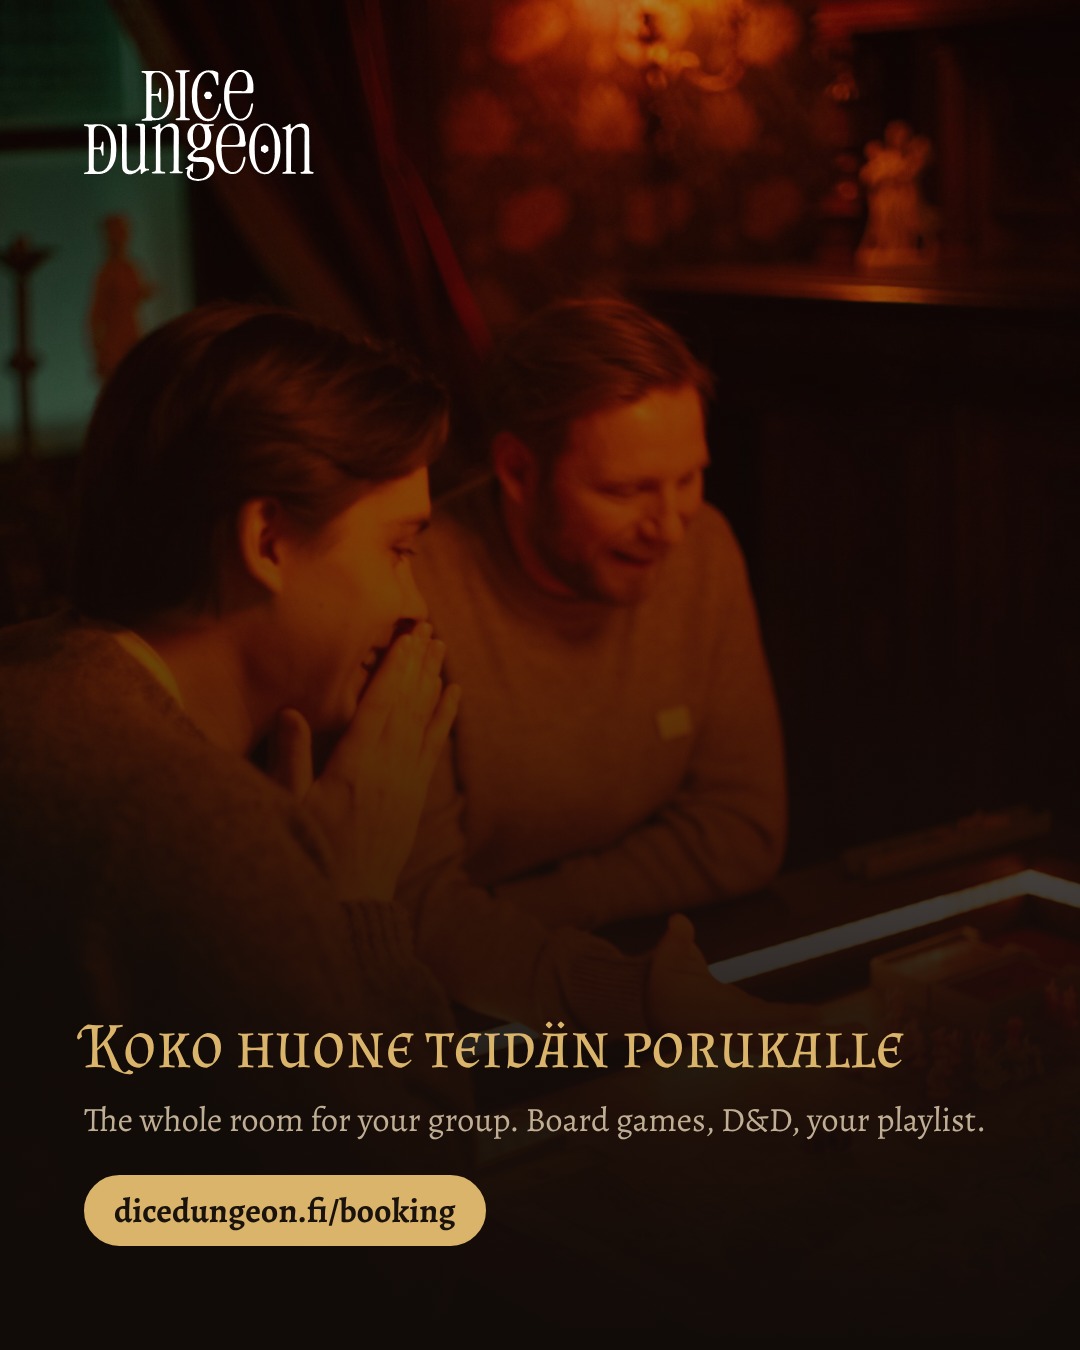 Dice
Dungeon
Koko huone teidän porukalle
The whole room for your group. Board games, D&D, your playlist.
dicedungeon.fi/booking